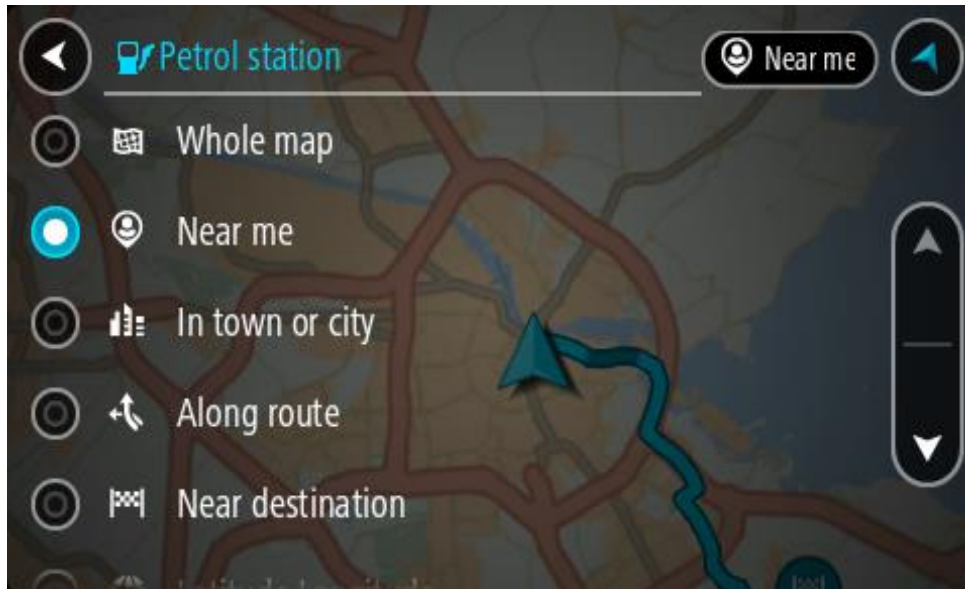 Petrol station
Near me
Whole map
Near me
In town or city
Along route
Near destination